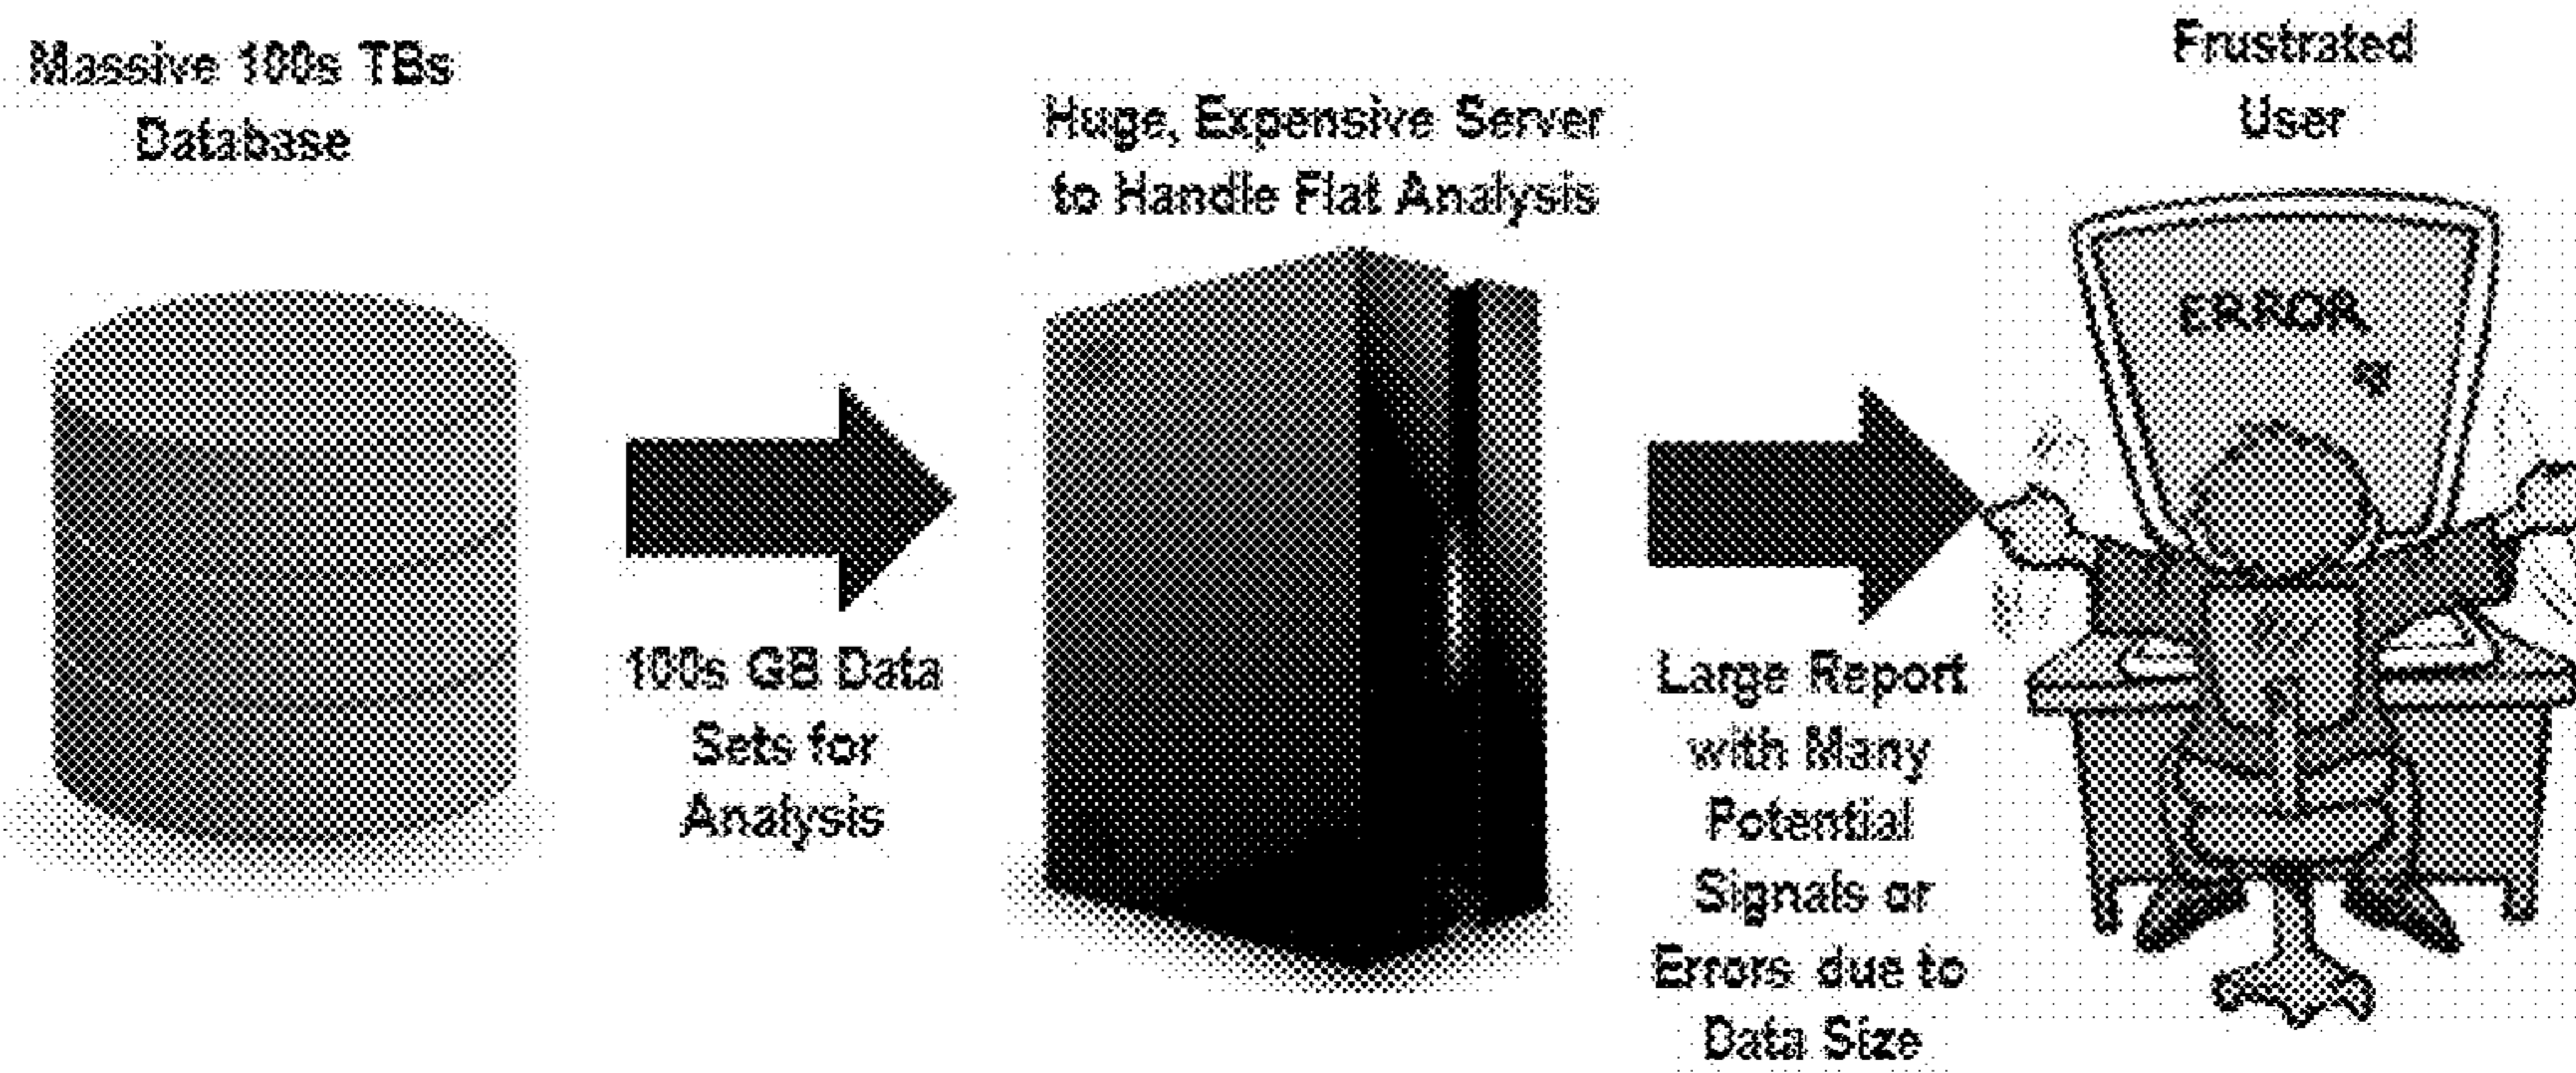 Massive 100s TBs
Database
100s GB Data
Sets for
Analysis
Huge, Expensive Server
to Handle Flat Analysis
Large Report
with Many
Potential
Signals or
Errors due to
Data Size
Frustrated
User
ERROR